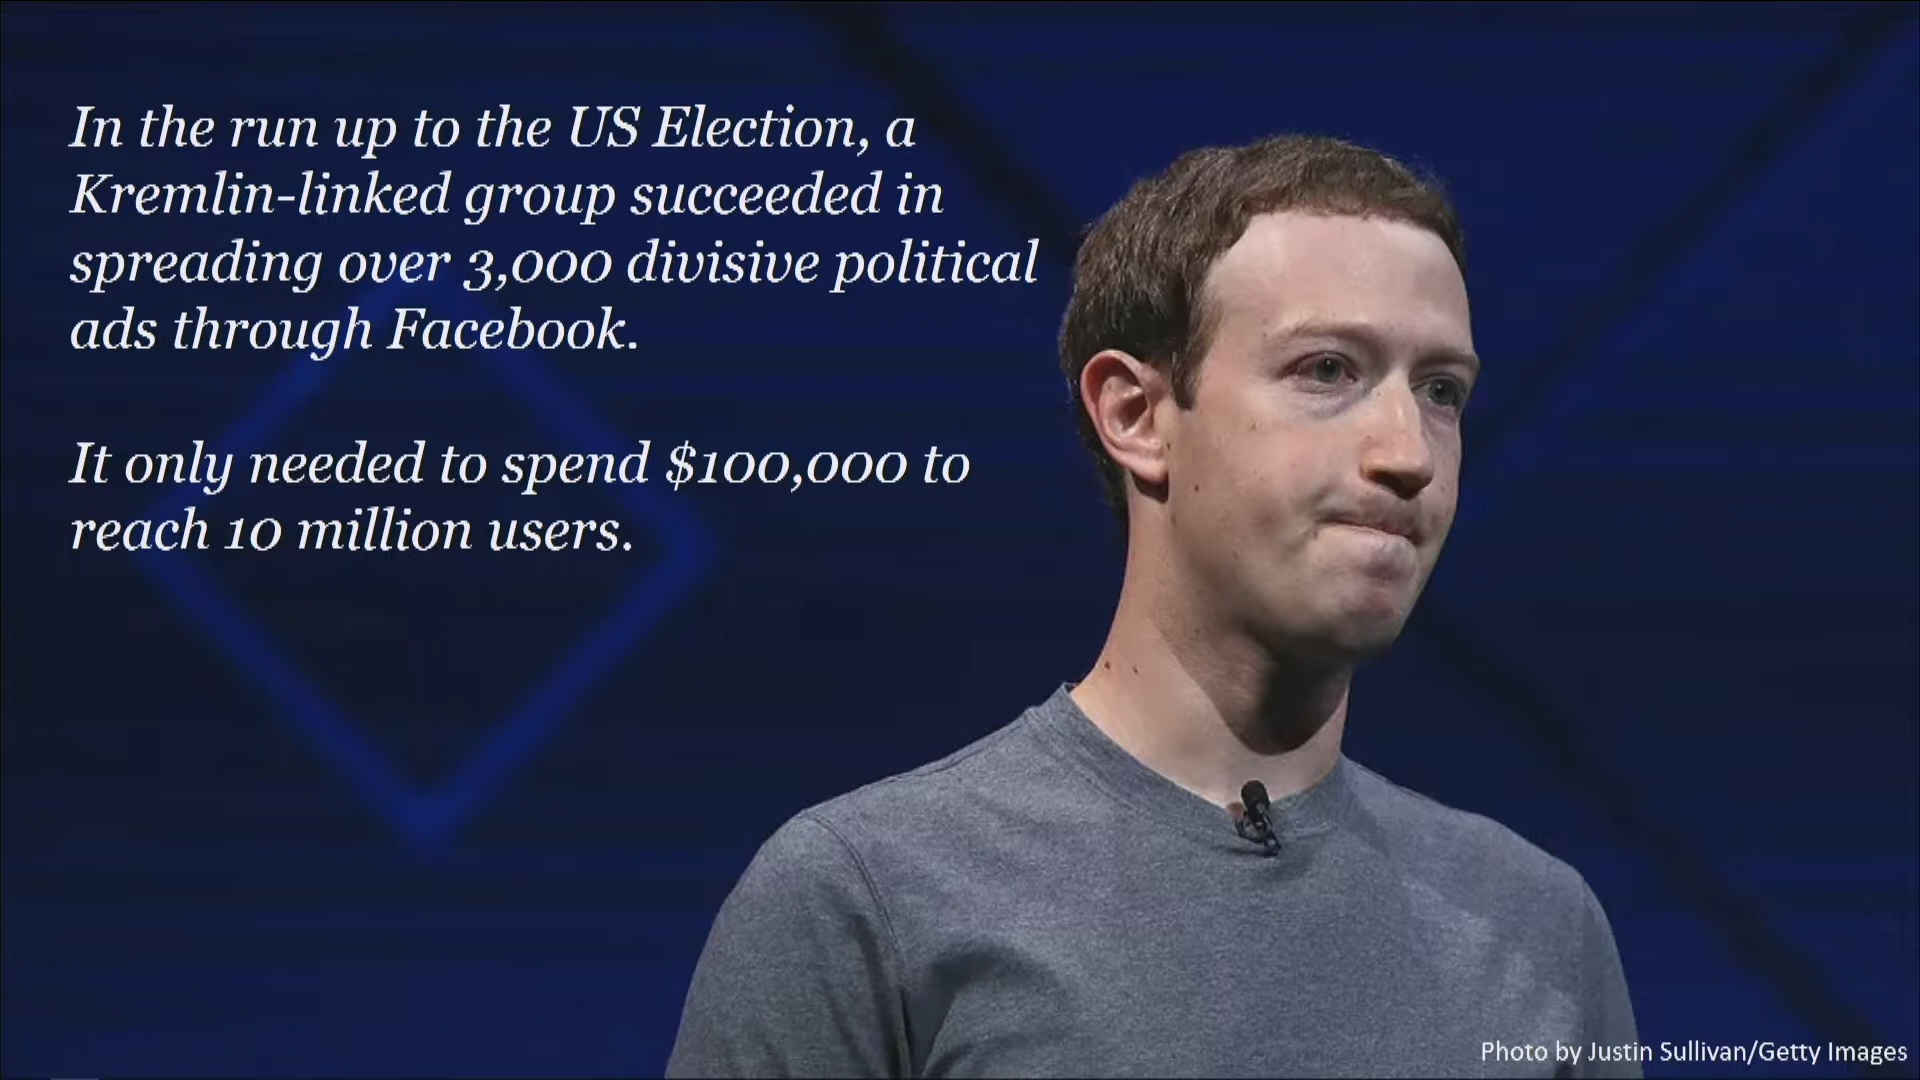 In the run up to the US Election, a
Kremlin-linked group succeeded in
spreading over 3,000 divisive political
ads through Facebook.
It only needed to spend $100,000 to
reach 10 million users.
Photo by Justin Sullivan/Getty Images